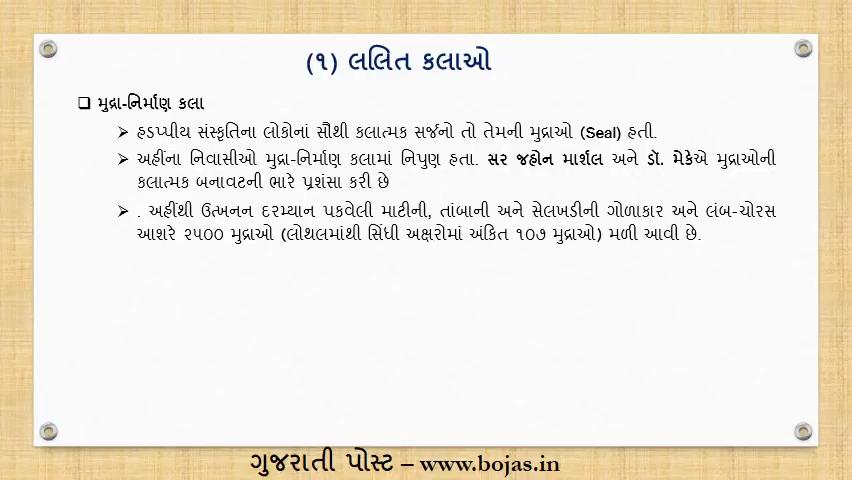 (૧) લલિત કલાઓ
મુદ્રા-નિર્માણ કલા
હડપ્પીય સંસ્કૃતિના લોકોનાં સૌથી કલાત્મક સર્જનો તો તેમની મુદ્રાઓ (Seal) હતી.
અહીંના નિવાસીઓ મુદ્રા-નિર્માણ કલામાં નિપુણ હતા. સર જહોન માર્શલ અને ડૉ. મેકેએ મુદ્રાઓની
કલાત્મક બનાવટની ભારે પ્રશંસા કરી છે
. અહીંથી ઉત્ખનન દરમ્યાન પકવેલી માટીની, તાંબાની અને સેલખડીની ગોળાકાર અને લંબ-ચોરસ
આશરે ૨૫૦૦ મુદ્રાઓ (લોથલમાંથી સિંધી અક્ષરોમાં અંકિત ૧૦૭ મુદ્રાઓ) મળી આવી છે.
ગુજરાતી પોસ્ટ – www.bojas.in